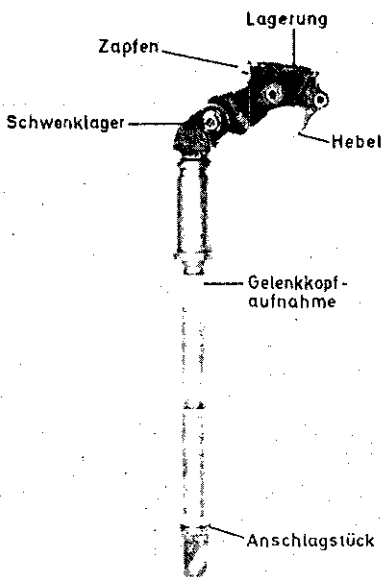 Lagerung
Zapfen
Schwenklager
Hebel
Gelenkkopf-
aufnahme
Anschlagstück